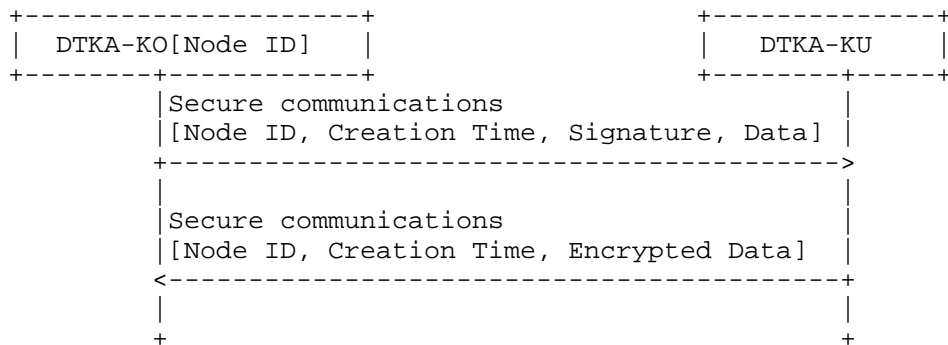 DTKA-KO[Node ID] DTKA-KU
Secure communications
[Node ID, Creation Time, Signature, Data]
Secure communications
[Node ID, Creation Time, Encrypted Data]